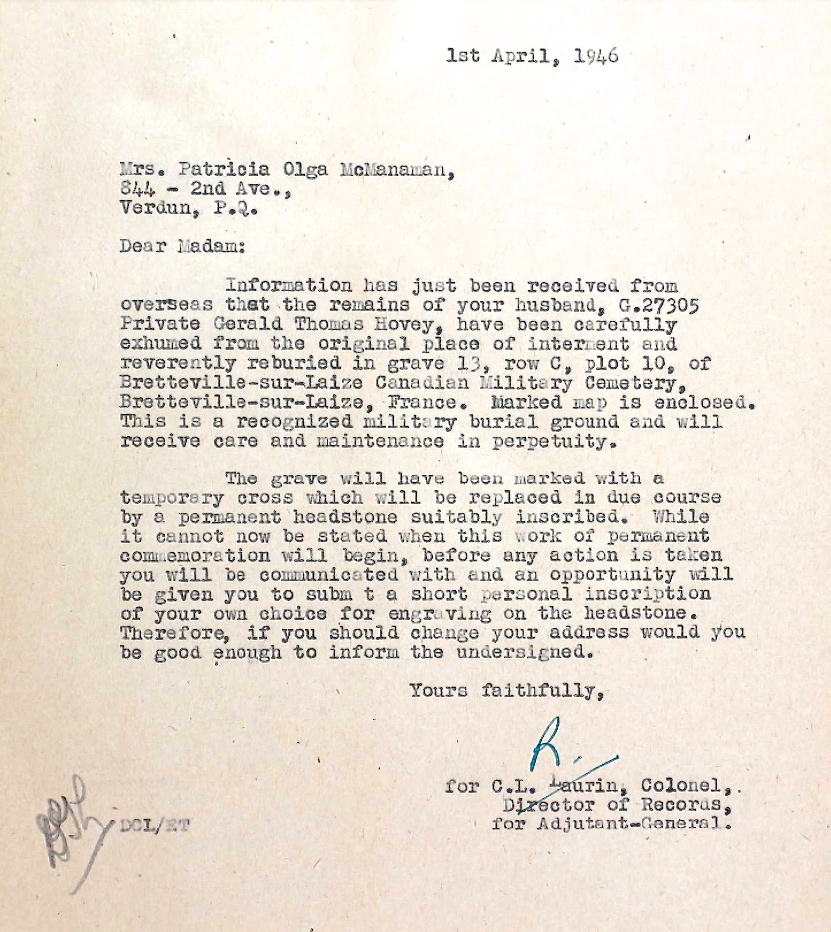 1st April, 1946
Mrs. Patricia Olga McManaman,
844 - 2nd Ave.,
Verdun, P.Q.
Dear Madam:
Information has just been received from
overseas that the remains of your husband, G.27305
Private Gerald Thomas Hovey, have been carefully
exhumed from the original place of interment and
reverently reburied in grave 13, row C, plot 10, of
Bretteville-sur-Laize Canadian Military Cemetery,
Bretteville-sur-Laize, France. Marked map is enclosed.
This is a recognized military burial ground and will
receive care and maintenance in perpetuity.
The grave will have been marked with a
temporary cross which will be replaced in due course
by a permanent headstone suitably inscribed. While
it cannot now be stated when this work of permanent
commemoration will begin, before any action is taken
you will be communicated with and an opportunity will
be given you to subm t a short personal inscription
of your own choice for engraving on the headstone.
Therefore, if you should change your address would you
be good enough to inform the undersigned.
Yours faithfully,
R.
for C.L. Laurin, Colonel,
Director of Records,
for Adjutant-General.
DCL/ET